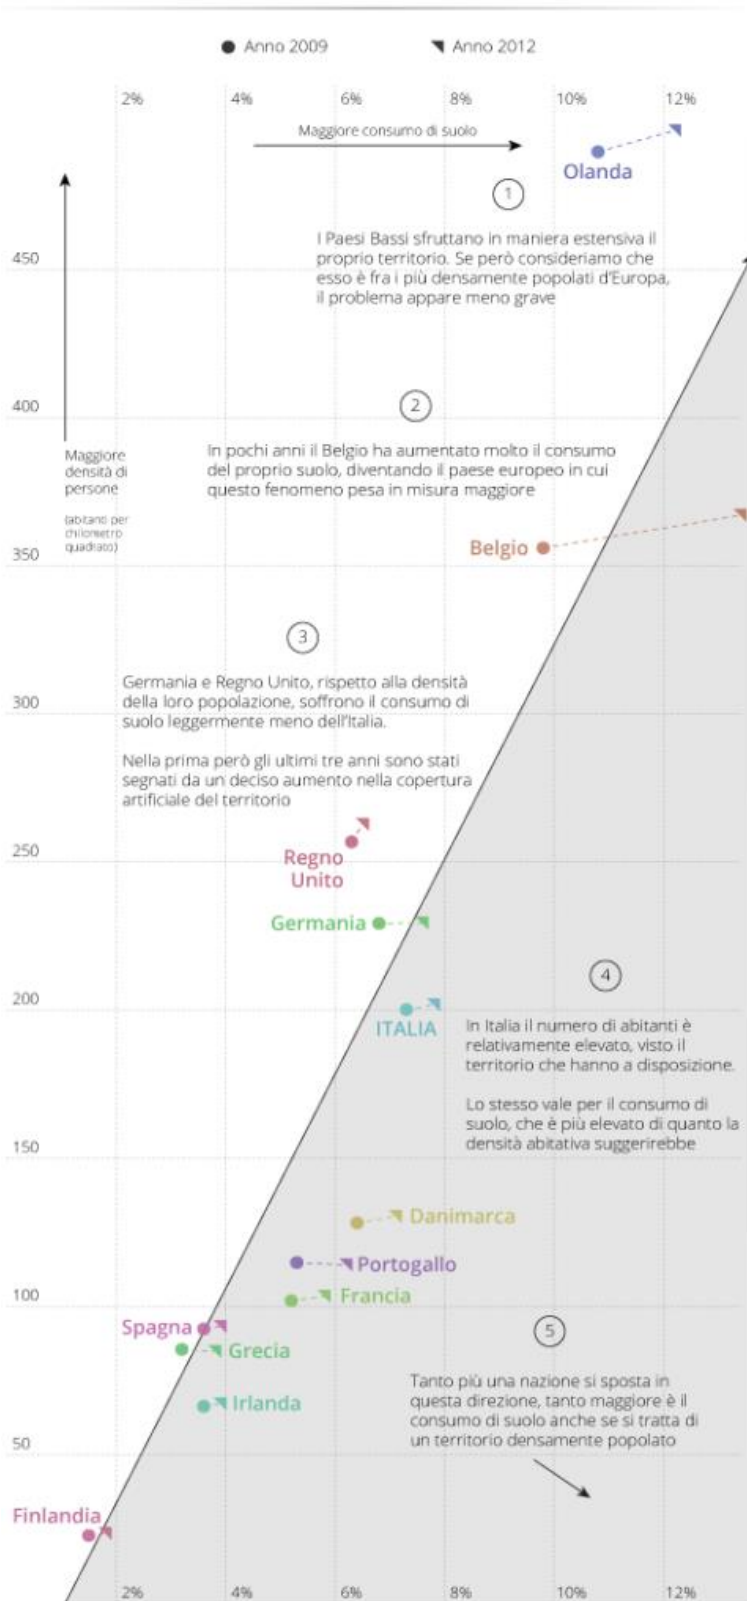 Anno 2009
Anno 2012
2%
4%
6%
8%
10%
12%
Maggiore consumo di suolo
Olanda
1
I Paesi Bassi sfruttano in maniera estensiva il
proprio territorio. Se però consideriamo che
esso è fra i più densamente popolati d'Europa,
il problema appare meno grave
450
400
2
Maggiore
densità di
persone
(abitanti per
chilometro
quadrato)
In pochi anni il Belgio ha aumentato molto il consumo
del proprio suolo, diventando il paese europeo in cui
questo fenomeno pesa in misura maggiore
Belgio
350
3
Germania e Regno Unito, rispetto alla densità
della loro popolazione, soffrono il consumo di
suolo leggermente meno dell'Italia.
Nella prima però gli ultimi tre anni sono stati
segnati da un deciso aumento nella copertura
artificiale del territorio
300
250
Regno
Unito
Germania
200
ITALIA
4
In Italia il numero di abitanti è
relativamente elevato, visto il
territorio che hanno a disposizione.
Lo stesso vale per il consumo di
suolo, che è più elevato di quanto la
densità abitativa suggerirebbe
150
Danimarca
Portogallo
Francia
100
Spagna
Grecia
Irlanda
5
Tanto più una nazione si sposta in
questa direzione, tanto maggiore è il
consumo di suolo anche se si tratta di
un territorio densamente popolato
50
Finlandia
2%
4%
6%
8%
10%
12%